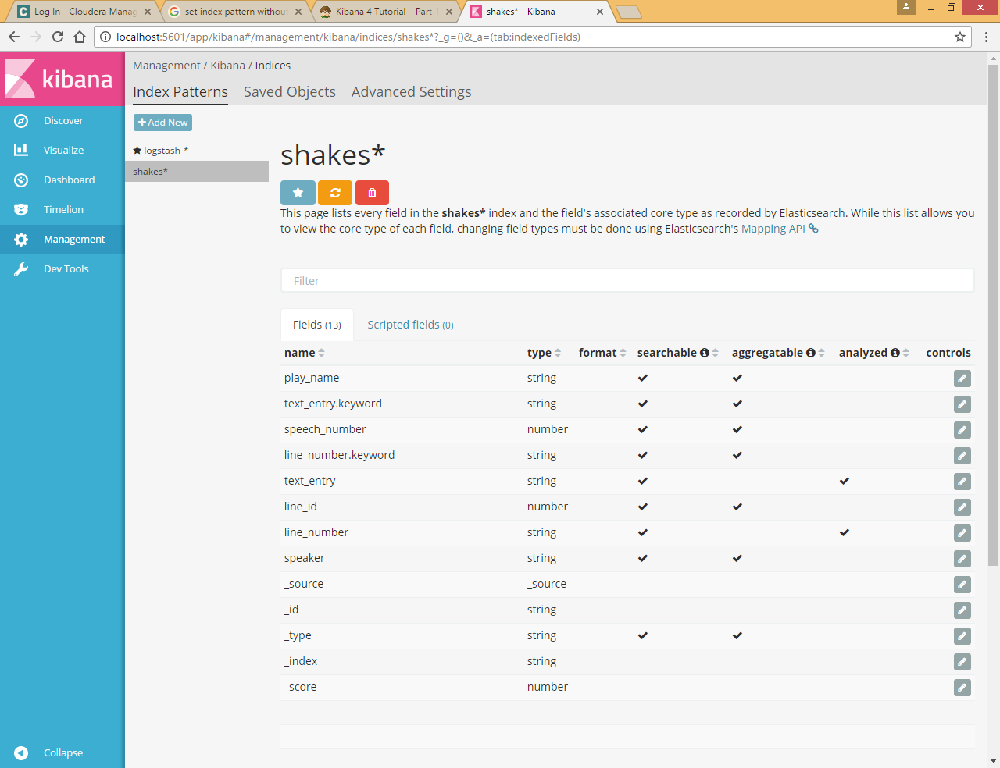 Log In - Cloudera Manag
set index pattern without
Kibana 4 Tutorial – Part 1
shakes* - Kibana
localhost:5601/app/kibana#/management/kibana/indices/shakes*?_g=()&_a=(tab:indexedFields)
kibana
Discover
Visualize
Dashboard
Timelion
Management
Dev Tools
Collapse
Management / Kibana / Indices
Index Patterns Saved Objects Advanced Settings
Add New
logstash-*
shakes*
shakes*
This page lists every field in the shakes* index and the field's associated core type as recorded by Elasticsearch. While this list allows you
to view the core type of each field, changing field types must be done using Elasticsearch's Mapping API
Filter
Fields (13) Scripted fields (0)
name type format searchable aggregatable analyzed controls
play_name string
text_entry.keyword string
speech_number number
line_number.keyword string
text_entry string
line_id number
line_number string
speaker string
_source _source
_id string
_type string
_index string
_score number